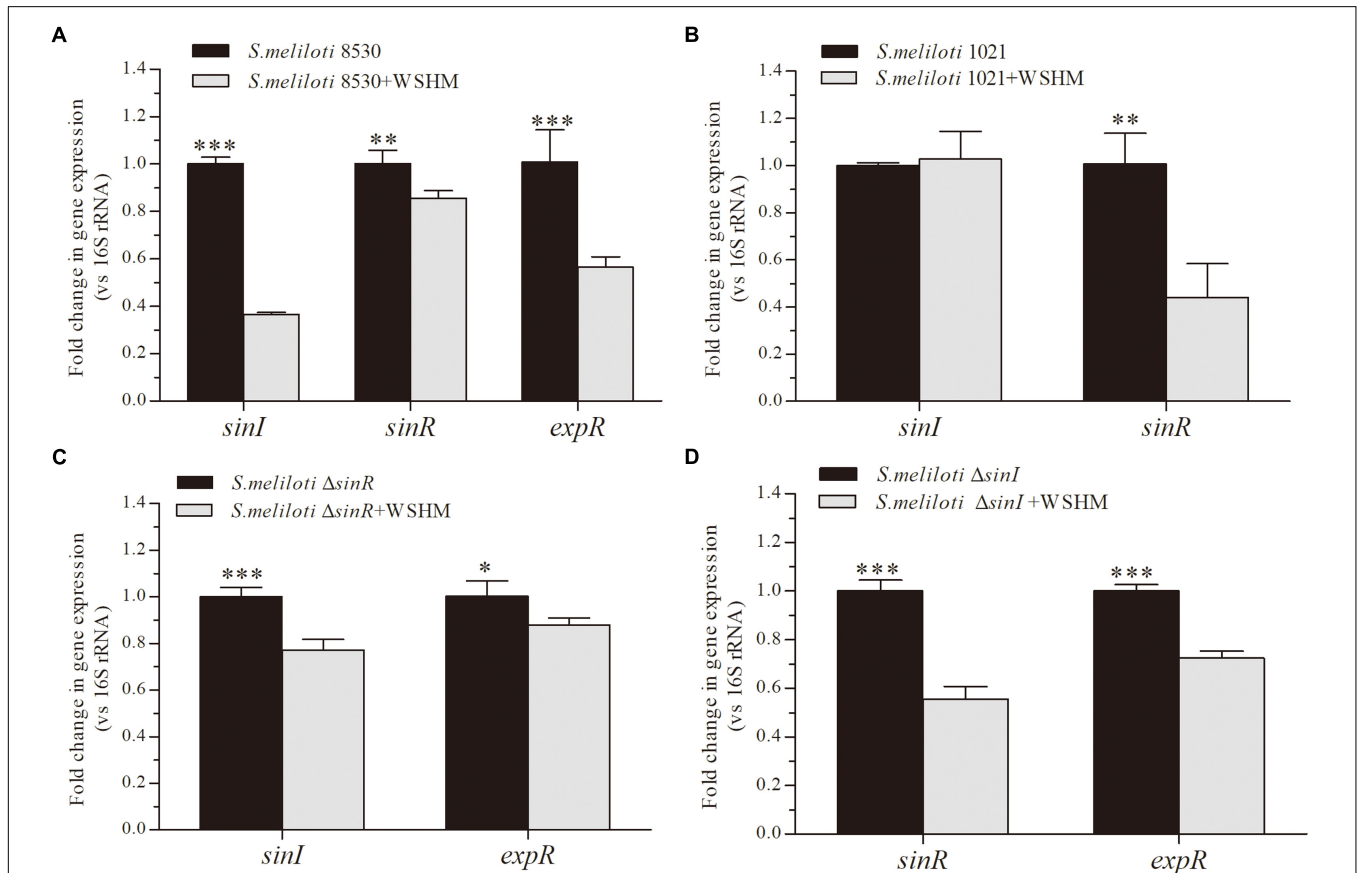 A
S.meliloti 8530
S.meliloti 8530+WSHM
Fold change in gene expression
(vs 16S rRNA)
1.4
1.2
1.0
0.8
0.6
0.4
0.2
0.0
***
**
***
sinI
sinR
expR
B
S.meliloti 1021
S.meliloti 1021+WSHM
Fold change in gene expression
(vs 16S rRNA)
1.4
1.2
1.0
0.8
0.6
0.4
0.2
0.0
**
sinI
sinR
C
S.meliloti ΔsinR
S.meliloti ΔsinR+WSHM
Fold change in gene expression
(vs 16S rRNA)
1.4
1.2
1.0
0.8
0.6
0.4
0.2
0.0
***
*
sinI
expR
D
S.meliloti ΔsinI
S.meliloti ΔsinI+WSHM
Fold change in gene expression
(vs 16S rRNA)
1.4
1.2
1.0
0.8
0.6
0.4
0.2
0.0
***
***
sinR
expR